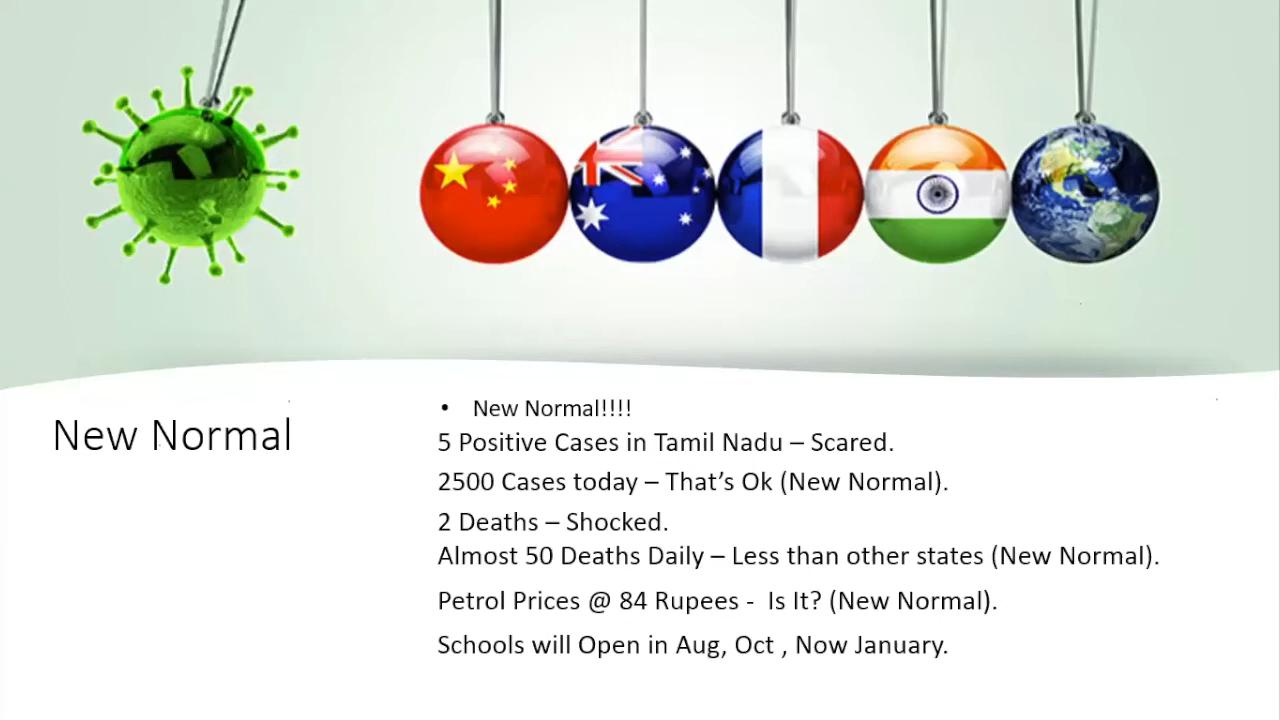 New Normal
• New Normal!!!!
5 Positive Cases in Tamil Nadu – Scared.
2500 Cases today – That’s Ok (New Normal).
2 Deaths – Shocked.
Almost 50 Deaths Daily – Less than other states (New Normal).
Petrol Prices @ 84 Rupees -  Is It? (New Normal).
Schools will Open in Aug, Oct , Now January.